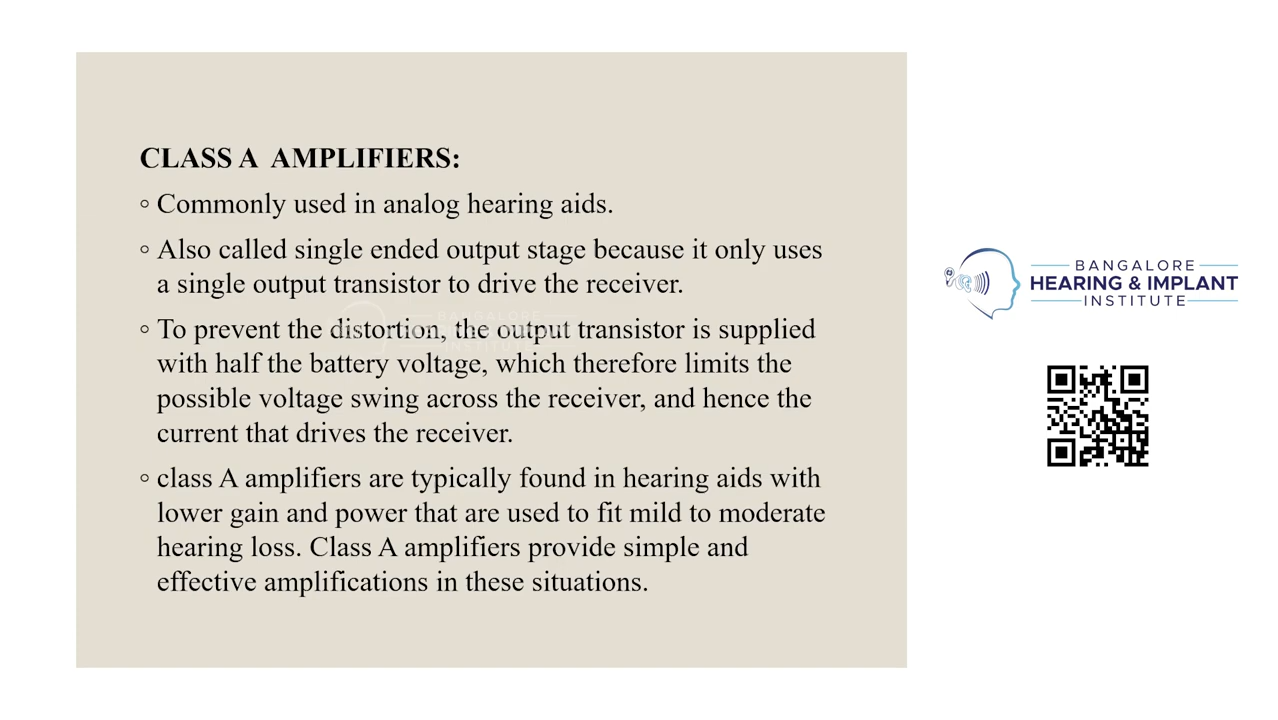 CLASS A AMPLIFIERS:
◦ Commonly used in analog hearing aids.
◦ Also called single ended output stage because it only uses
a single output transistor to drive the receiver.
◦ To prevent the distortion, the output transistor is supplied
with half the battery voltage, which therefore limits the
possible voltage swing across the receiver, and hence the
current that drives the receiver.
◦ class A amplifiers are typically found in hearing aids with
lower gain and power that are used to fit mild to moderate
hearing loss. Class A amplifiers provide simple and
effective amplifications in these situations.
BANGALORE
HEARING & IMPLANT
INSTITUTE
BANGALORE
HEARING & IMPLANT
INSTITUTE